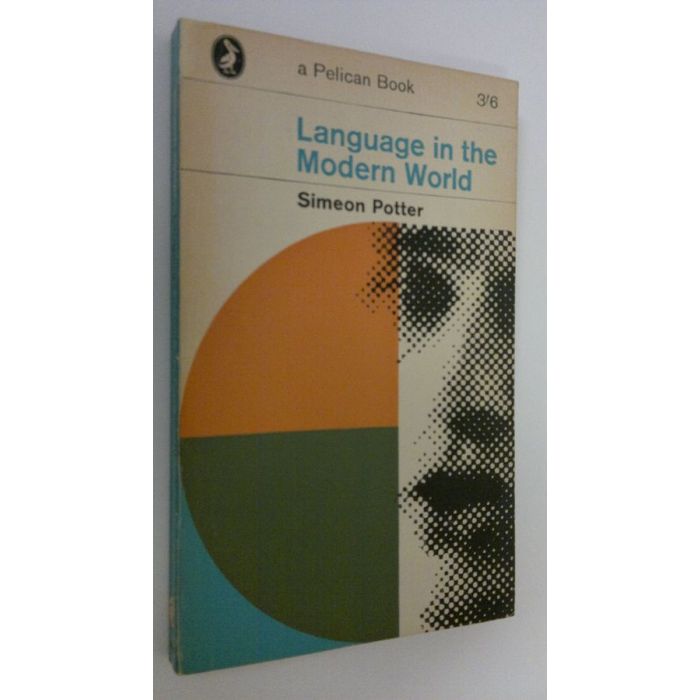 a Pelican Book
3/6
Language in the
Modern World
Simeon Potter